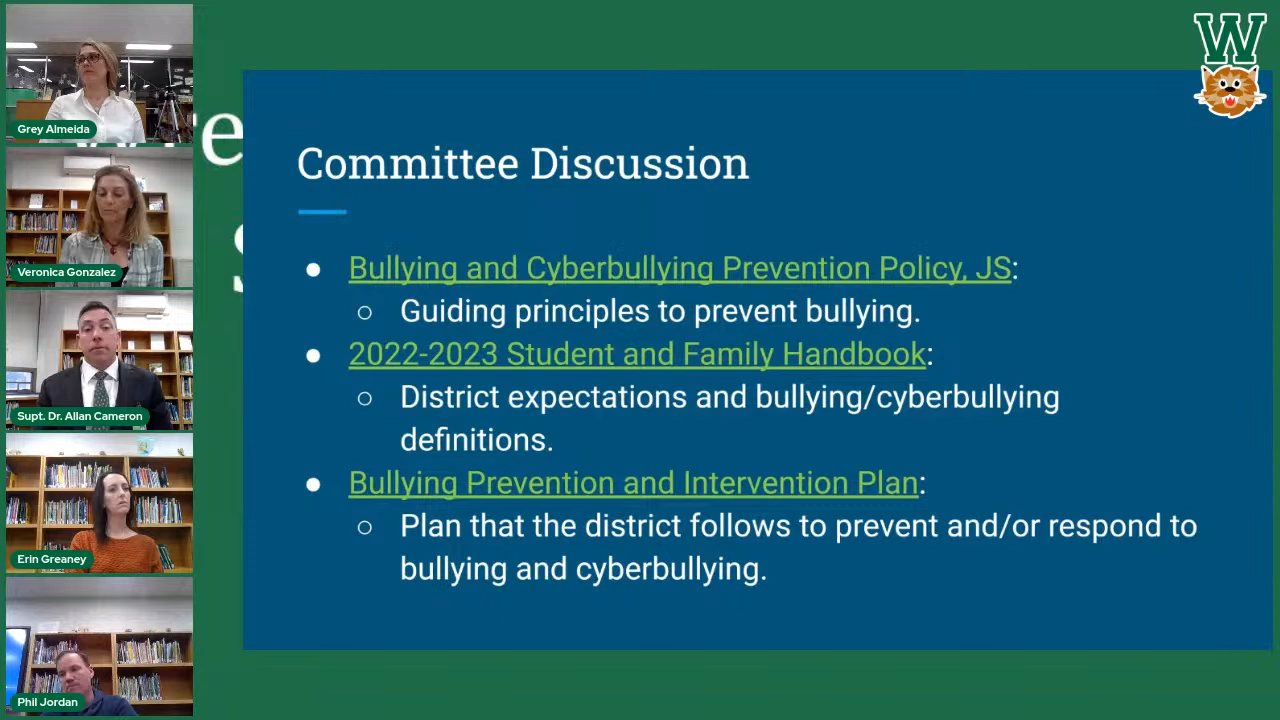 Grey Almeida
Veronica Gonzalez
Supt. Dr. Allan Cameron
Erin Greaney
Phil Jordan
W
Committee Discussion
● Bullying and Cyberbullying Prevention Policy, JS:
○ Guiding principles to prevent bullying.
● 2022-2023 Student and Family Handbook:
○ District expectations and bullying/cyberbullying
definitions.
● Bullying Prevention and Intervention Plan:
○ Plan that the district follows to prevent and/or respond to
bullying and cyberbullying.